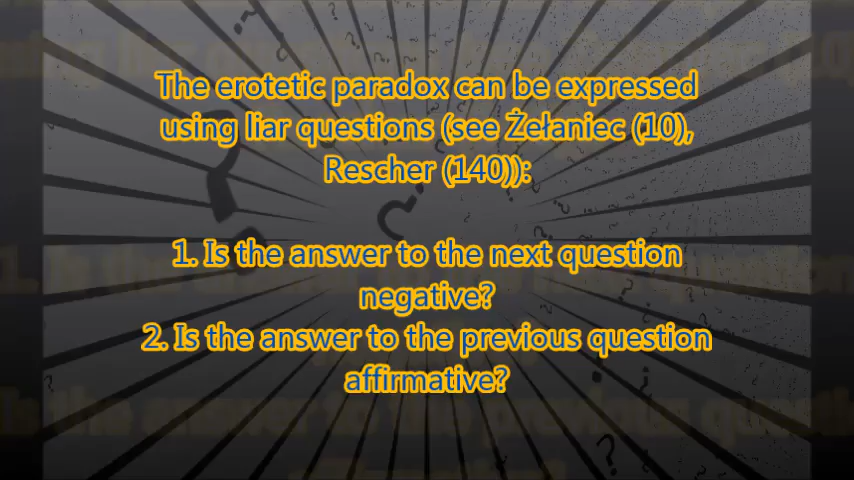 The erotetic paradox can be expressed
using liar questions (see Żełaniec (10),
Rescher (140)):
1. Is the answer to the next question
negative?
2. Is the answer to the previous question
affirmative?